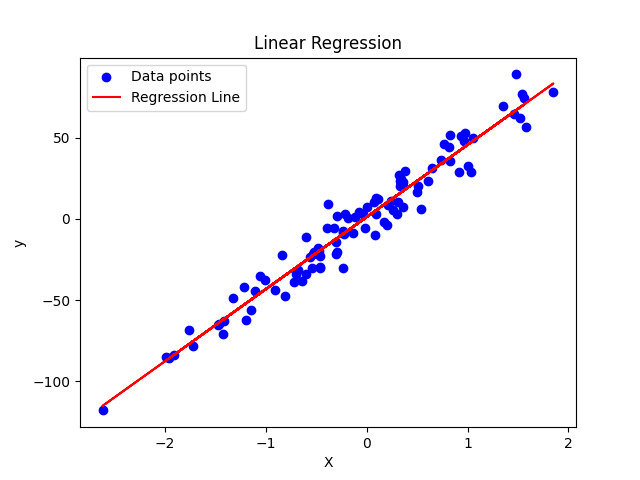 Linear Regression
Data points
Regression Line
50
0
−50
−100
y
−2
−1
0
1
2
X